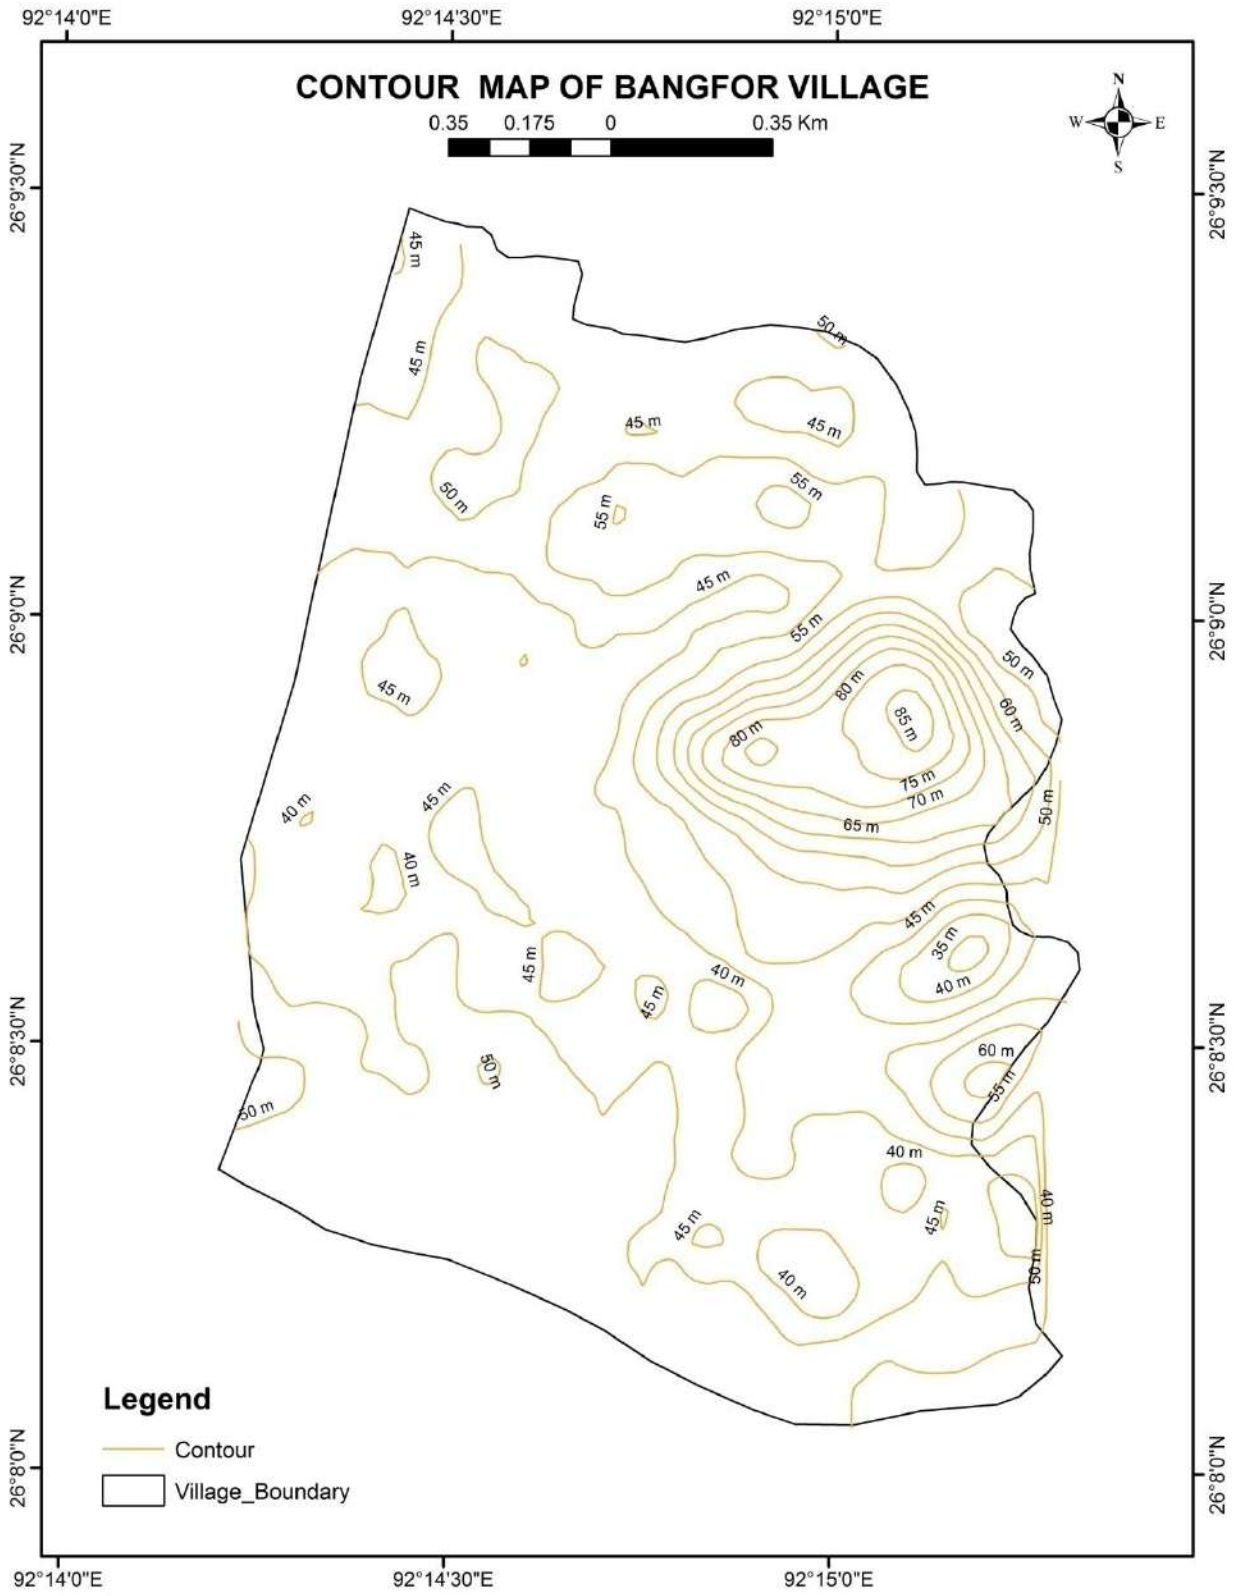 92°14'0"E 92°14'30"E 92°15'0"E
CONTOUR MAP OF BANGFOR VILLAGE
0.35 0.175 0 0.35 Km
N
W E
S
26°9'30"N 26°9'30"N
45 m
50 m
45 m
45 m 45 m
50 m 55 m
55 m
45 m
26°9'0"N 26°9'0"N
55 m
50 m
45 m 80 m
60 m
85 m
80 m
75 m
45 m 70 m
40 m 50 m
65 m
40 m
45 m
35 m
45 m 40 m
40 m
45 m
26°8'30"N 26°8'30"N
60 m
50 m
55 m
50 m
40 m
40 m
45 m 45 m
50 m
40 m
Legend
Contour
Village_Boundary
26°8'0"N 26°8'0"N
92°14'0"E 92°14'30"E 92°15'0"E